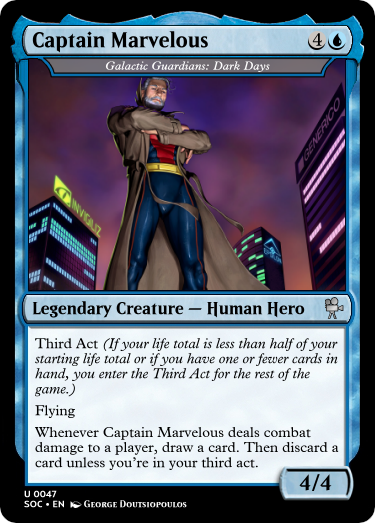 Captain Marvelous 4
Galactic Guardians: Dark Days
GENERICO
INVIGLIZ
Legendary Creature — Human Hero
Third Act (If your life total is less than half of your
starting life total or if you have one or fewer cards in
hand, you enter the Third Act for the rest of the
game.)
Flying
Whenever Captain Marvelous deals combat
damage to a player, draw a card. Then discard
a card unless you're in your third act.
4/4
U 0047
SOC • EN George Doutsiopoulos